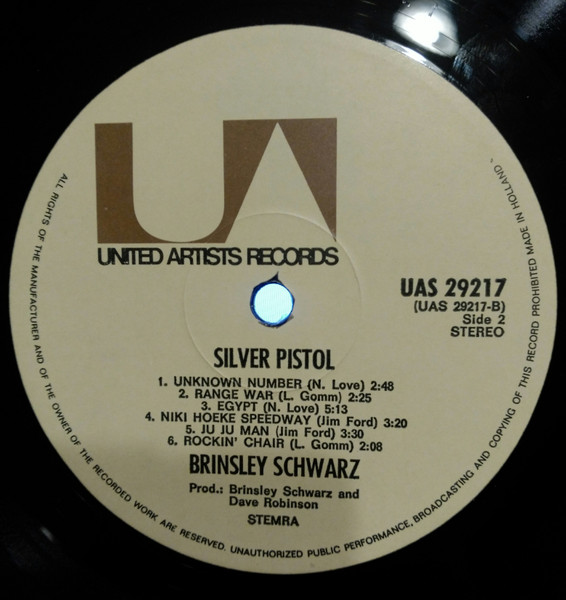 UA
UNITED ARTISTS RECORDS
UAS 29217
(UAS 29217-B)
Side 2
STEREO
SILVER PISTOL
1. UNKNOWN NUMBER (N. Love) 2:48
2. RANGE WAR (L. Gomm) 2:25
3. EGYPT (N. Love) 5:13
4. NIKI HOEKE SPEEDWAY (Jim Ford) 3:20
5. JU JU MAN (Jim Ford) 3:30
6. ROCKIN' CHAIR (L. Gomm) 2:08
BRINSLEY SCHWARZ
Prod.: Brinsley Schwarz and
Dave Robinson
STEMRA
ALL RIGHTS OF THE MANUFACTURER AND OF THE OWNER OF THE RECORDED WORK ARE RESERVED. UNAUTHORIZED PUBLIC PERFORMANCE, BROADCASTING AND COPYING OF THIS RECORD PROHIBITED MADE IN HOLLAND